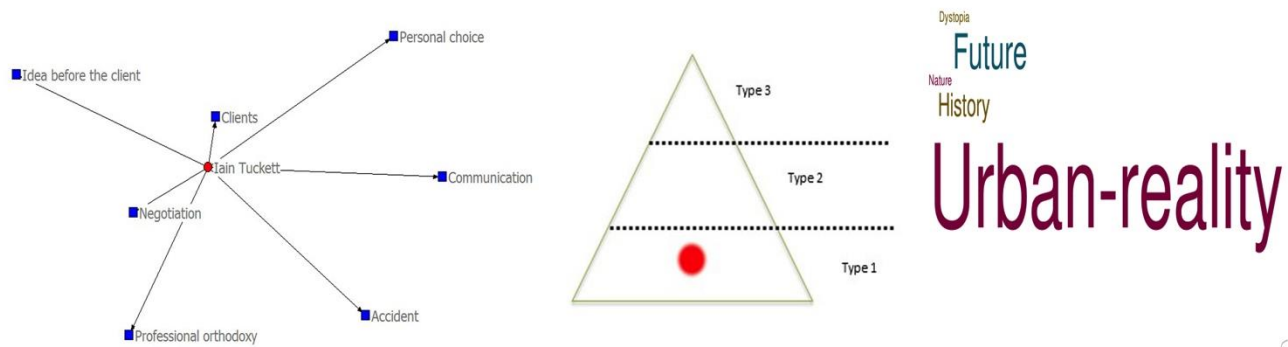 Personal choice
Idea before the client
Clients
Iain Tuckett
Communication
Negotiation
Accident
Professional orthodoxy
Type 3
Type 2
Type 1
Dystopia
Future
Nature
History
Urban-reality